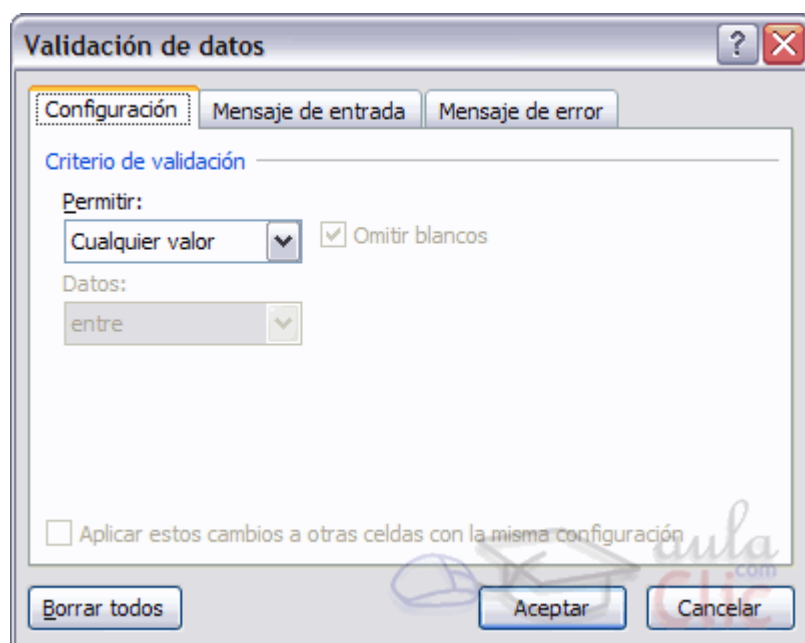 Validación de datos
Configuración
Mensaje de entrada
Mensaje de error
Criterio de validación
Permitir:
Cualquier valor
Omitir blancos
Datos:
entre
Aplicar estos cambios a otras celdas con la misma configuración
aula
.com
Clic
Borrar todos
Aceptar
Cancelar